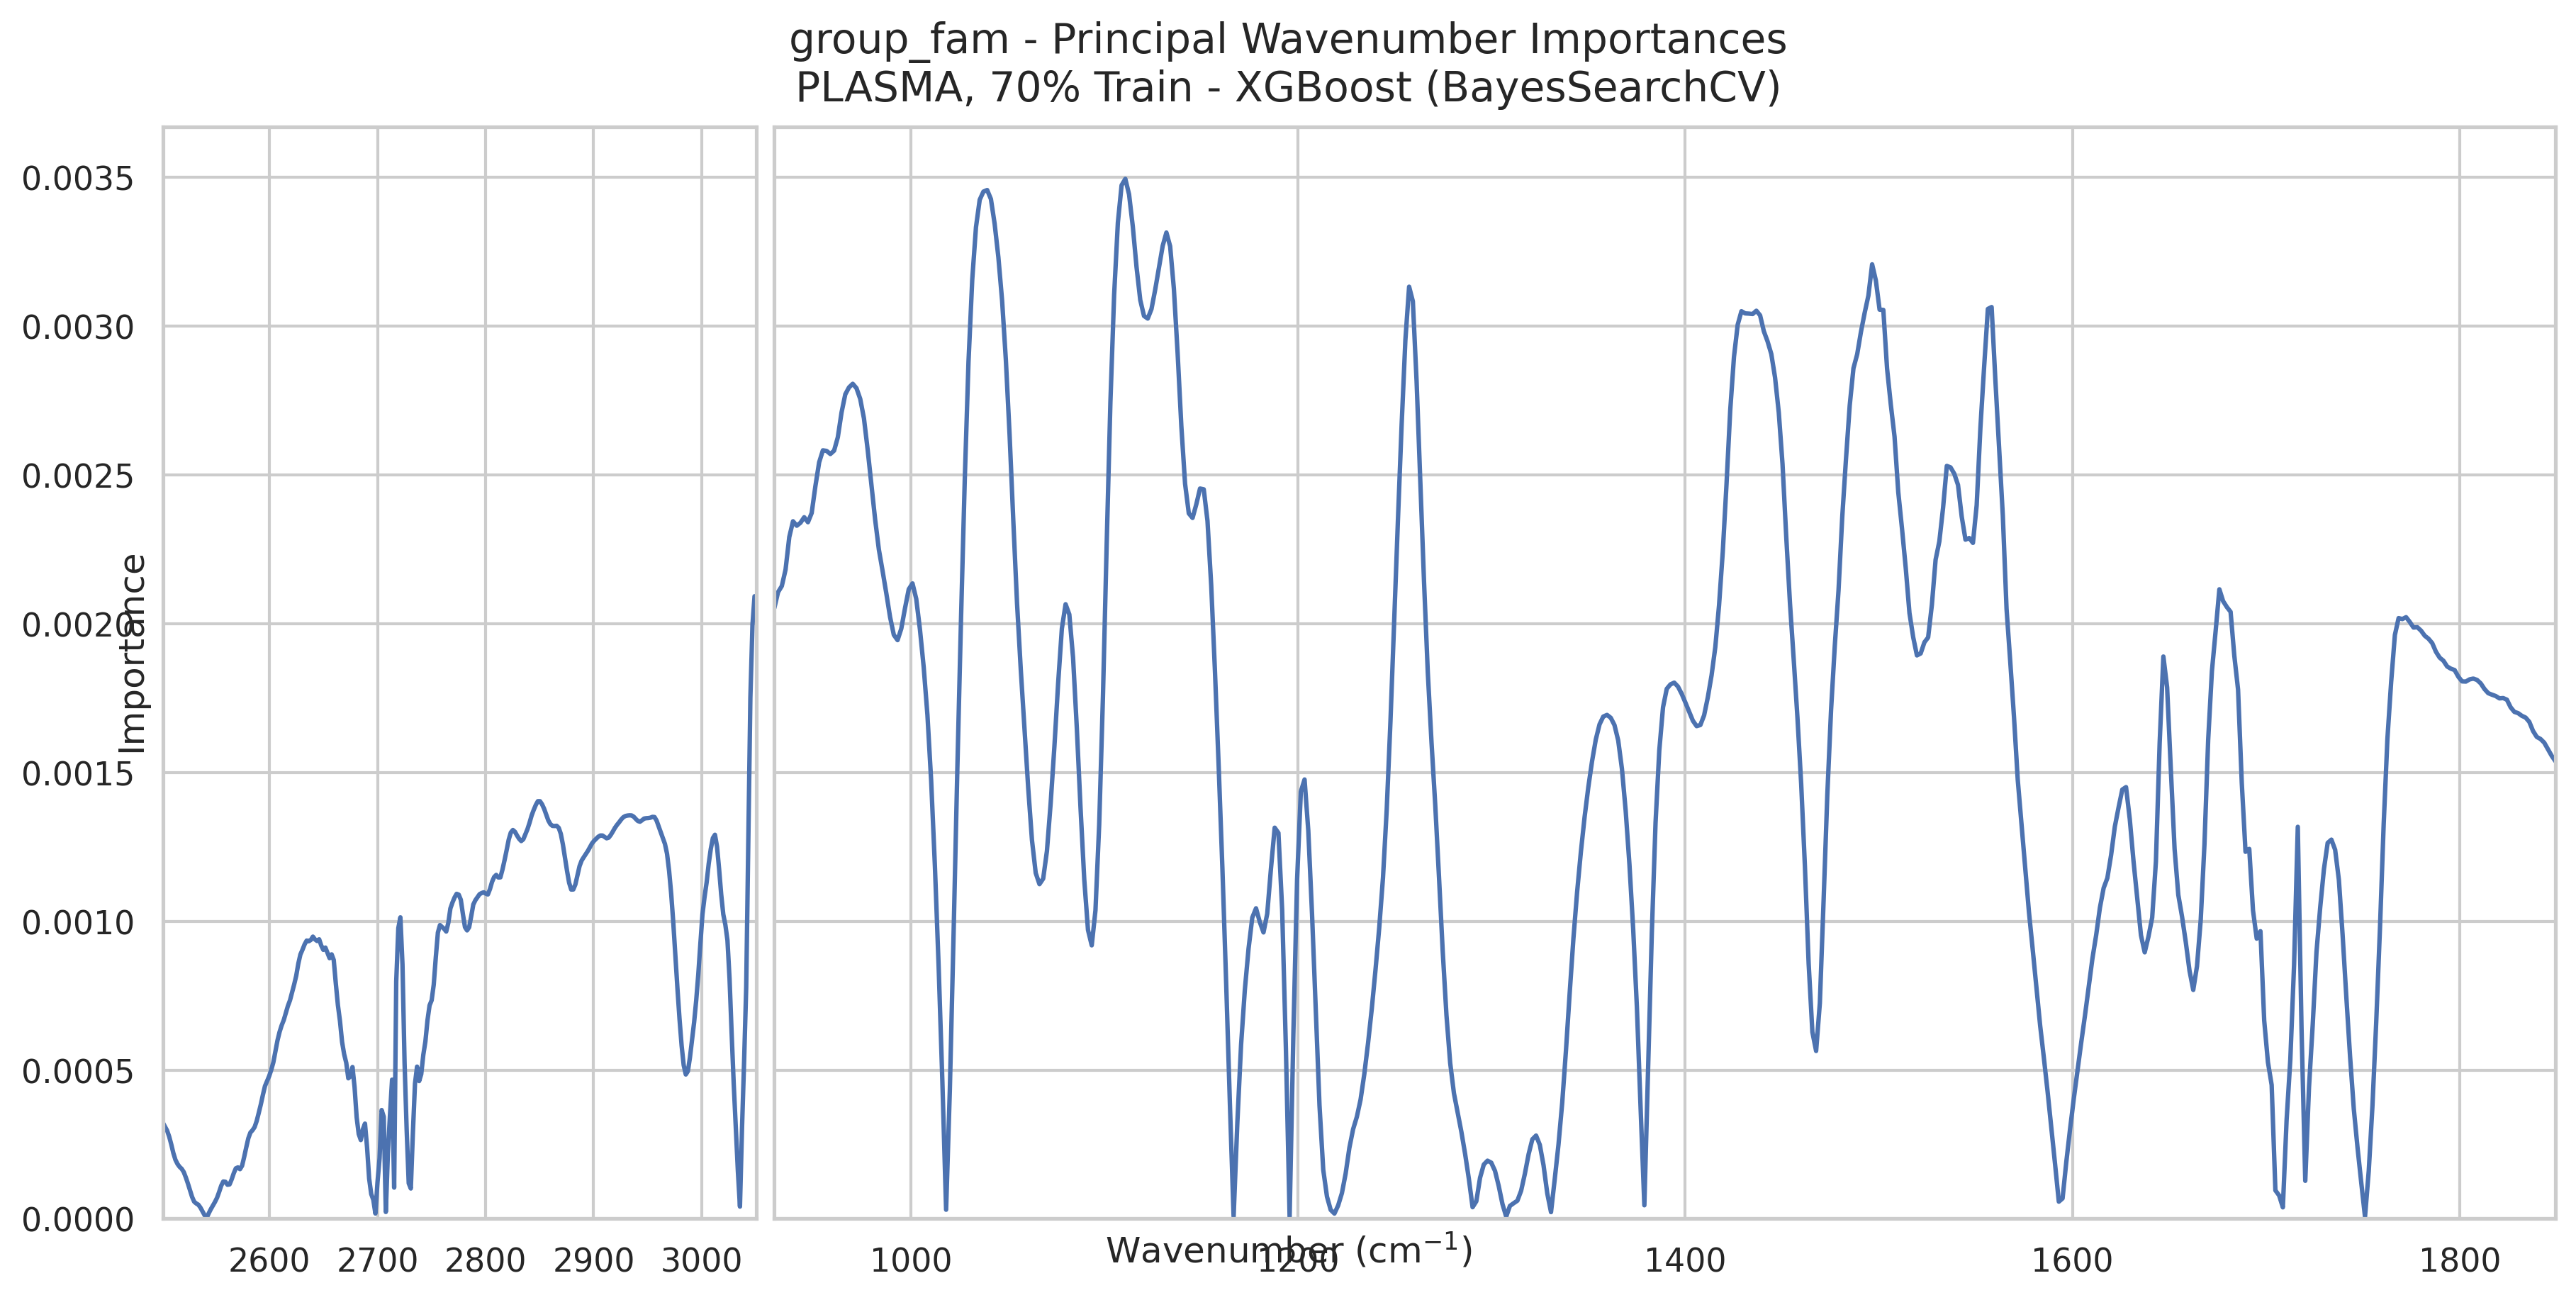 group_fam - Principal Wavenumber Importances
PLASMA, 70% Train - XGBoost (BayesSearchCV)
0.0035
0.0030
0.0025
0.0020
0.0015
0.0010
0.0005
0.0000
Importance
2600 2700 2800 2900 3000 1000 1200 1400 1600 1800
Wavenumber (cm⁻¹)